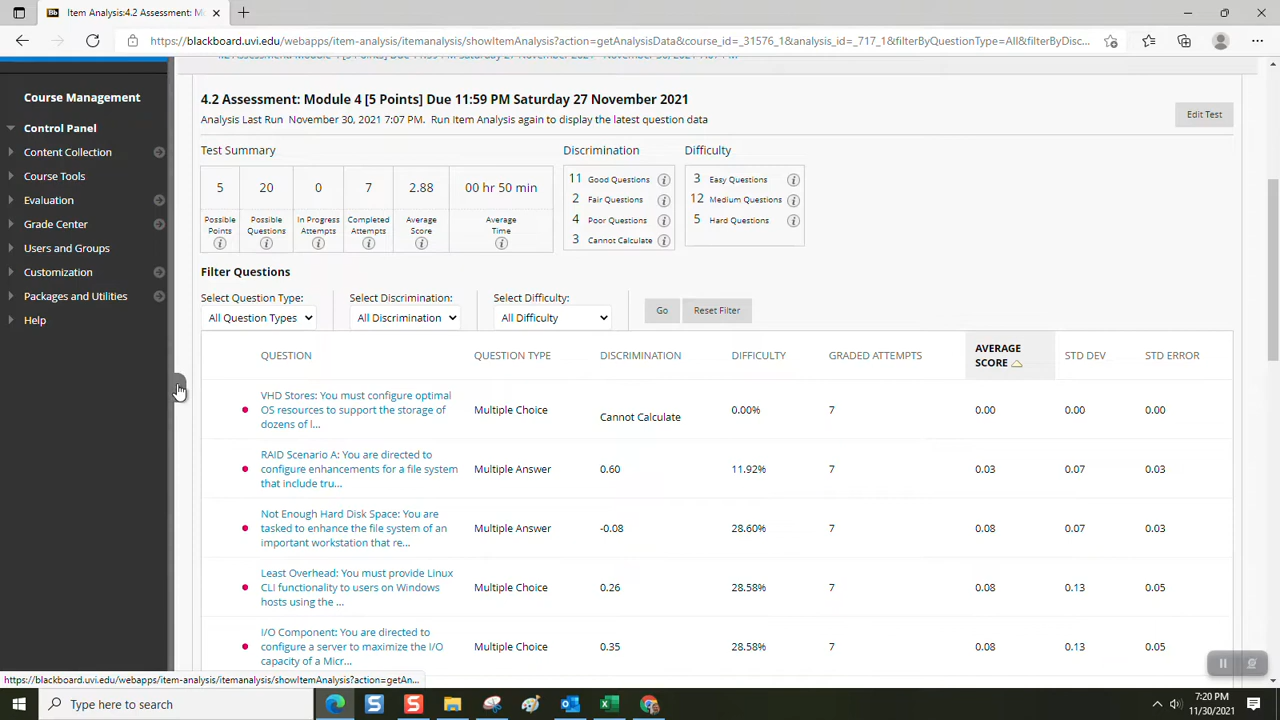 Item Analysis:4.2 Assessment: M
https://blackboard.uvi.edu/webapps/item-analysis/itemanalysis/showItemAnalysis?action=getAnalysisData&course_id=_31576_1&analysis_id=_717_1&filterByQuestionType=All&filterByDisc...
Course Management
Control Panel
Content Collection
Course Tools
Evaluation
Grade Center
Users and Groups
Customization
Packages and Utilities
Help
4.2 Assessment: Module 4 [5 Points] Due 11:59 PM Saturday 27 November 2021
Analysis Last Run November 30, 2021 7:07 PM. Run Item Analysis again to display the latest question data
Edit Test
Test Summary
5 20 0 7 2.88 00 hr 50 min
Possible Points
Possible Questions
In Progress Attempts
Completed Attempts
Average Score
Average Time
Discrimination
11 Good Questions
2 Fair Questions
4 Poor Questions
3 Cannot Calculate
Difficulty
3 Easy Questions
12 Medium Questions
5 Hard Questions
Filter Questions
Select Question Type: Select Discrimination: Select Difficulty:
All Question Types All Discrimination All Difficulty Go Reset Filter
QUESTION QUESTION TYPE DISCRIMINATION DIFFICULTY GRADED ATTEMPTS AVERAGE SCORE STD DEV STD ERROR
VHD Stores: You must configure optimal
OS resources to support the storage of
dozens of l...
Multiple Choice Cannot Calculate 0.00% 7 0.00 0.00 0.00
RAID Scenario A: You are directed to
configure enhancements for a file system
that include tru...
Multiple Answer 0.60 11.92% 7 0.03 0.07 0.03
Not Enough Hard Disk Space: You are
tasked to enhance the file system of an
important workstation that re...
Multiple Answer -0.08 28.60% 7 0.08 0.07 0.03
Least Overhead: You must provide Linux
CLI functionality to users on Windows
hosts using the ...
Multiple Choice 0.26 28.58% 7 0.08 0.13 0.05
I/O Component: You are directed to
configure a server to maximize the I/O
capacity of a Micr...
Multiple Choice 0.35 28.58% 7 0.08 0.13 0.05
https://blackboard.uvi.edu/webapps/item-analysis/itemanalysis/showItemAnalysis?action=getAn...
Type here to search
7:20 PM
11/30/2021